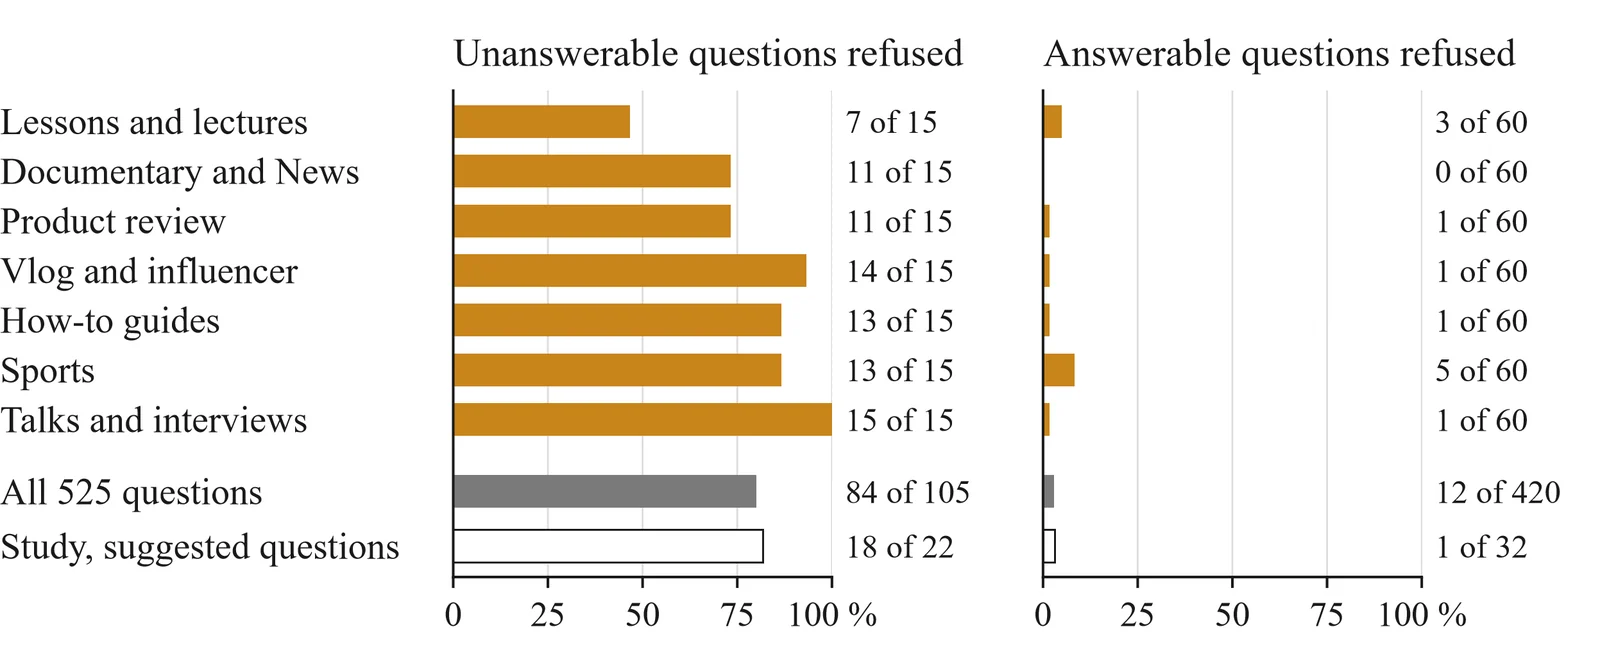 Unanswerable questions refused Answerable questions refused
Lessons and lectures 7 of 15 3 of 60
Documentary and News 11 of 15 0 of 60
Product review 11 of 15 1 of 60
Vlog and influencer 14 of 15 1 of 60
How-to guides 13 of 15 1 of 60
Sports 13 of 15 5 of 60
Talks and interviews 15 of 15 1 of 60
All 525 questions 84 of 105 12 of 420
Study, suggested questions 18 of 22 1 of 32
0 25 50 75 100 % 0 25 50 75 100 %